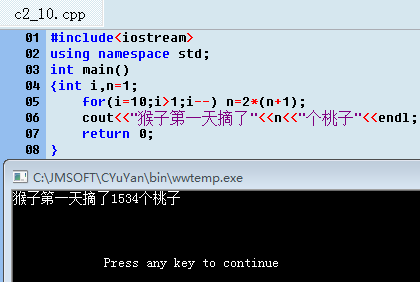 c2_10.cpp
01 #include<iostream>
02 using namespace std;
03 int main()
04 {int i,n=1;
05     for(i=10;i>1;i--) n=2*(n+1);
06     cout<<"猴子第一天摘了"<<n<<"个桃子"<<endl;
07     return 0;
08 }
C:\JMSOFT\CYuYan\bin\wwtemp.exe
猴子第一天摘了1534个桃子
Press any key to continue